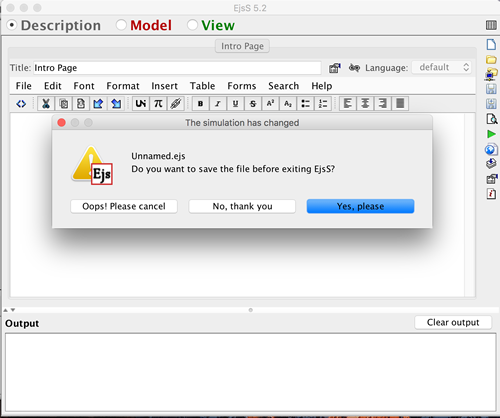 EjsS 5.2
Description Model View
Intro Page
Title: Intro Page Language: default
File Edit Font Format Insert Table Forms Search Help
The simulation has changed
Unnamed.ejs
Do you want to save the file before exiting EjsS?
Ejs
Oops! Please cancel No, thank you Yes, please
Output Clear output